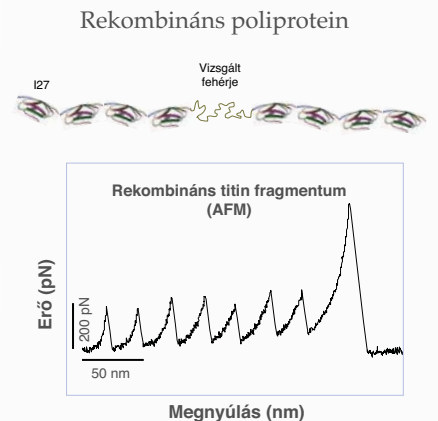 Rekombináns poliprotein
Vizsgált
fehérje
I27
Rekombináns titin fragmentum
(AFM)
Erő (pN)
200 pN
50 nm
Megnyúlás (nm)